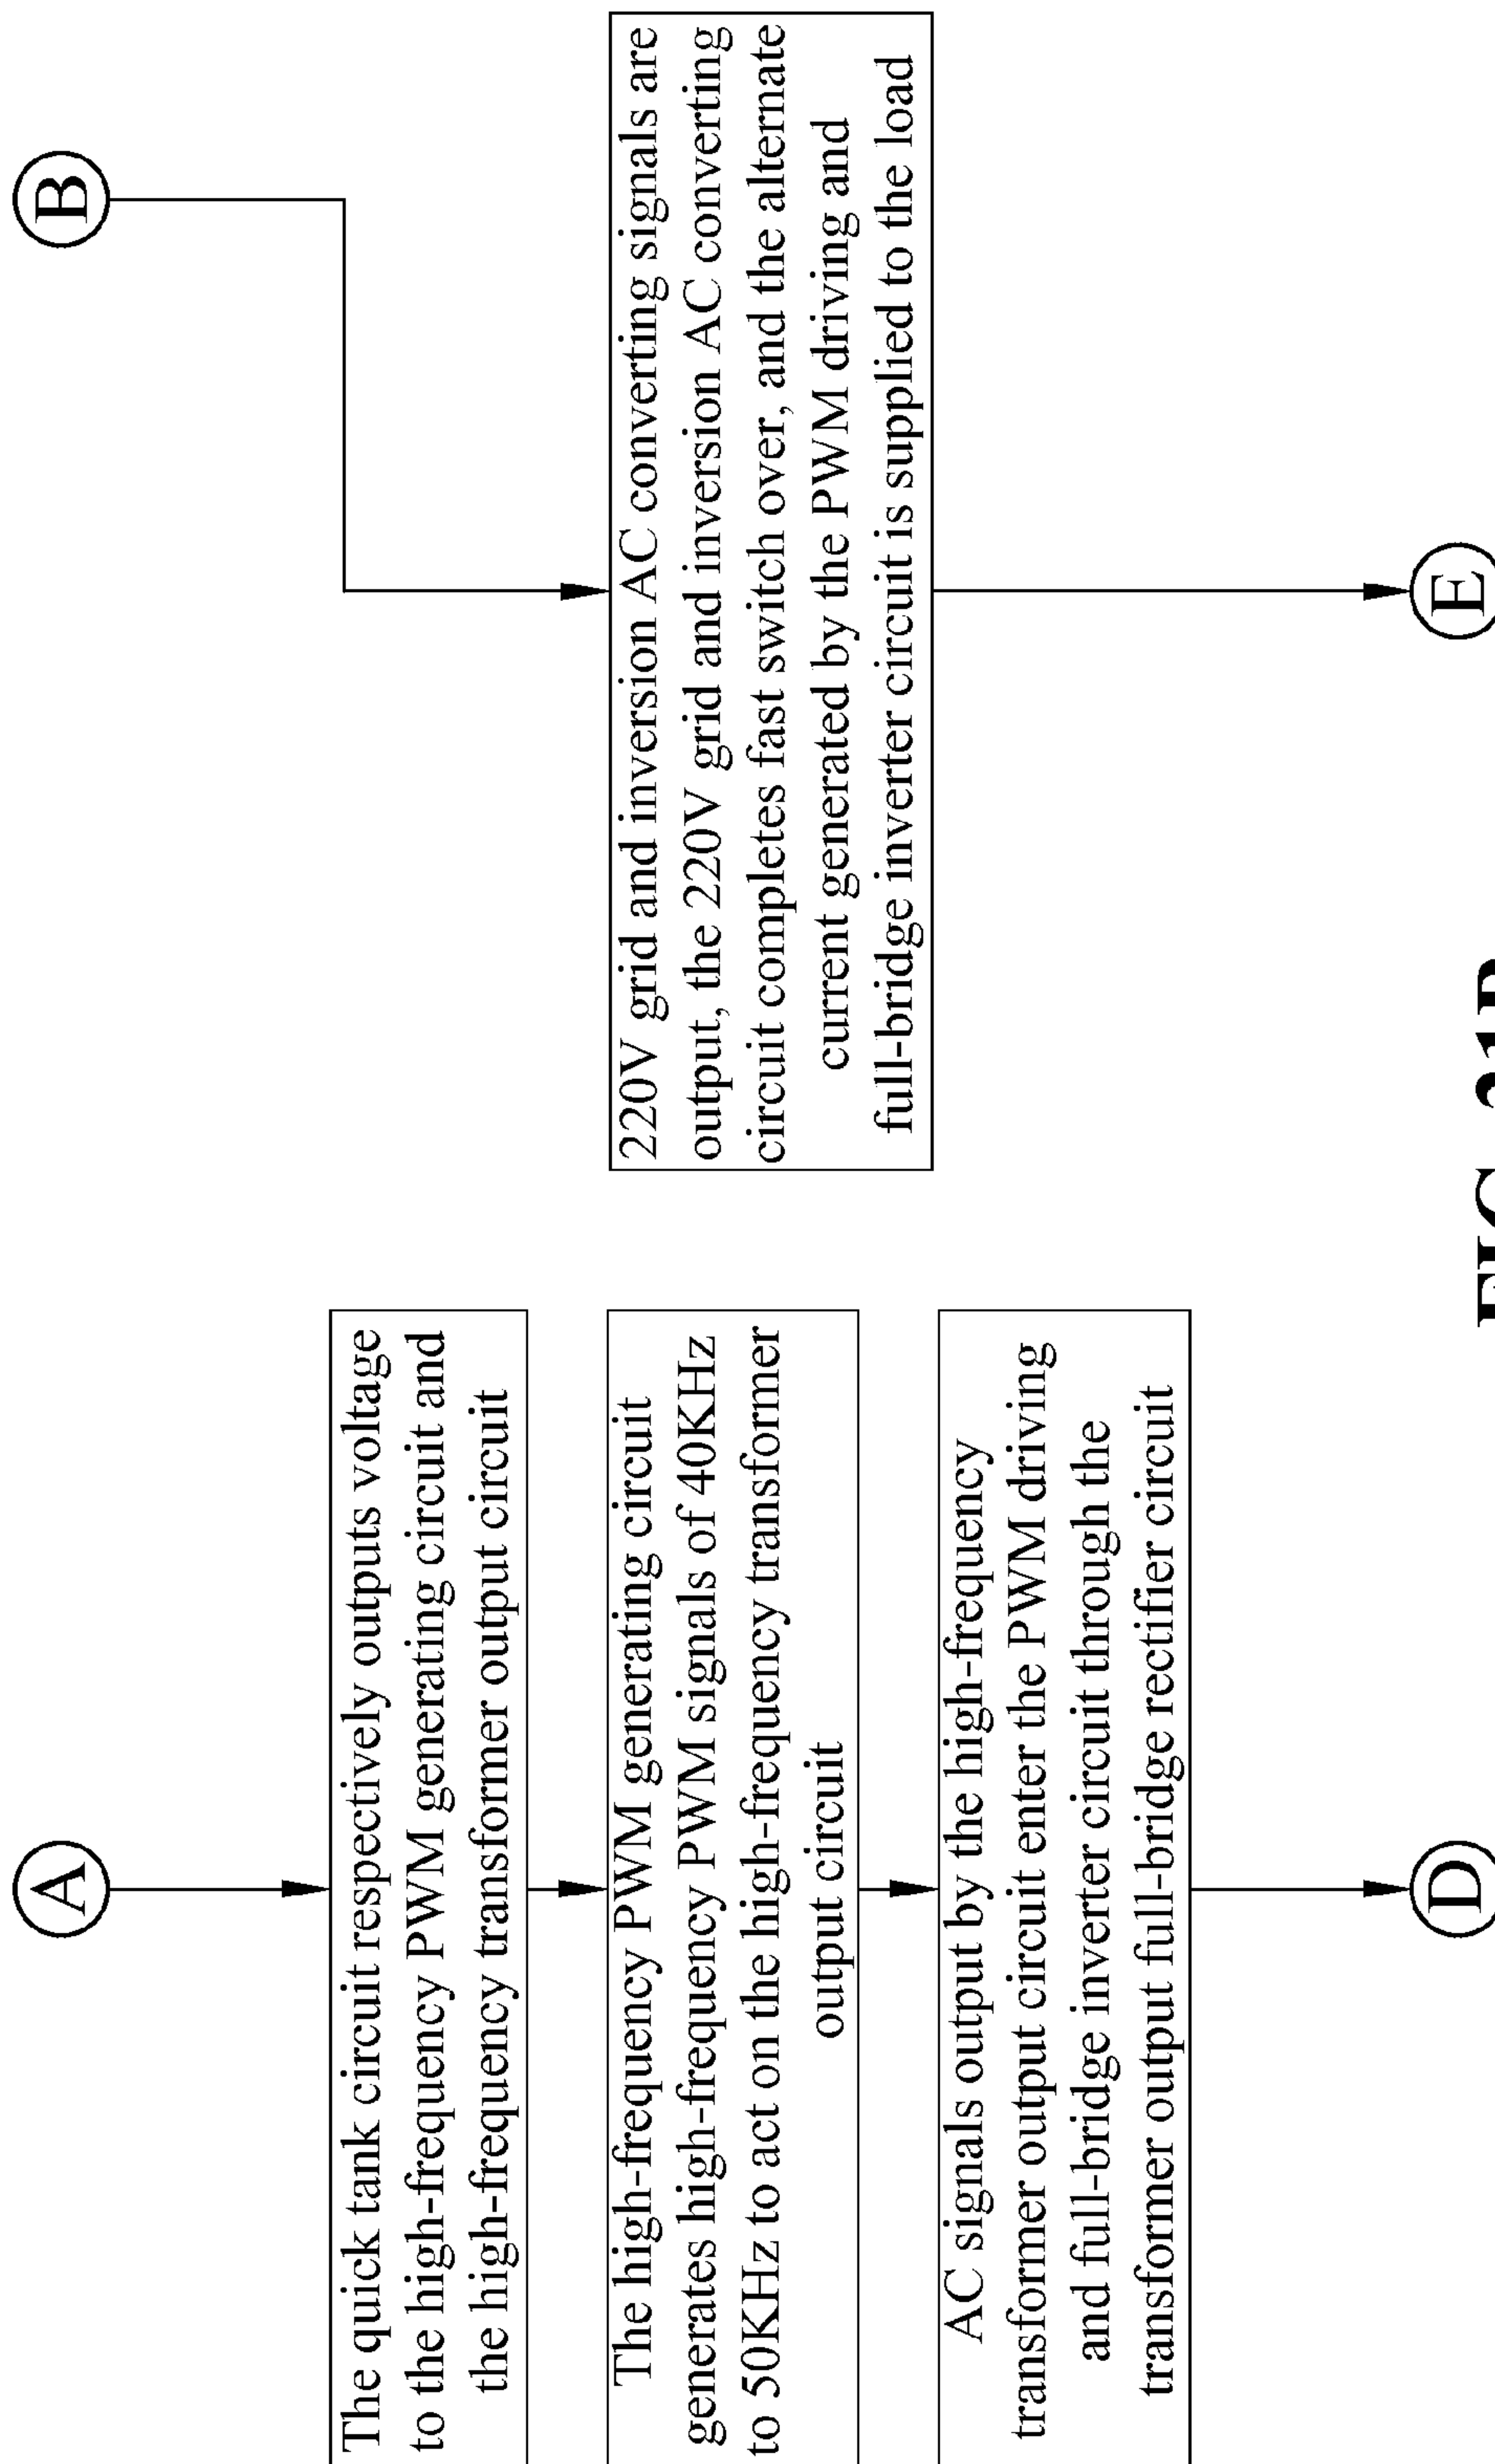 A
The quick tank circuit respectively outputs voltage
to the high-frequency PWM generating circuit and
the high-frequency transformer output circuit
The high-frequency PWM generating circuit
generates high-frequency PWM signals of 40KHz
to 50KHz to act on the high-frequency transformer
output circuit
AC signals output by the high-frequency
transformer output circuit enter the PWM driving
and full-bridge inverter circuit through the
transformer output full-bridge rectifier circuit
D
B
220V grid and inversion AC converting signals are
output, the 220V grid and inversion AC converting
circuit completes fast switch over, and the alternate
current generated by the PWM driving and
full-bridge inverter circuit is supplied to the load
E
FIG